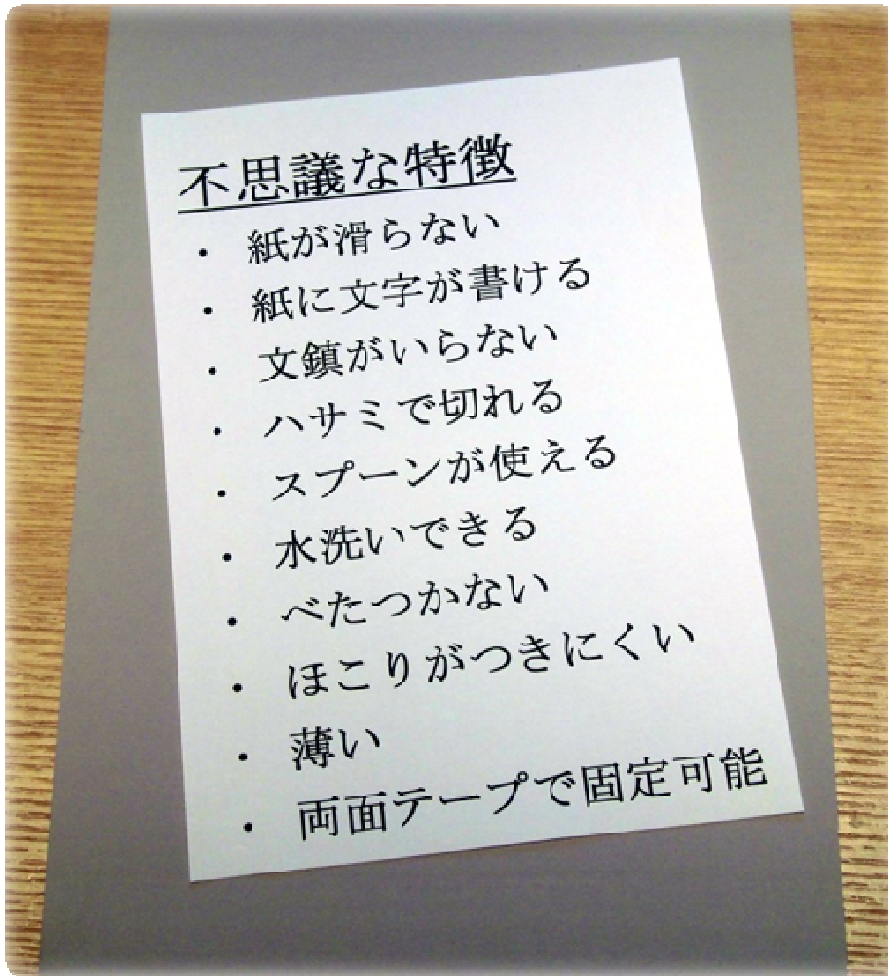 不思議な特徴
・ 紙が滑らない
・ 紙に文字が書ける
・ 文鎮がいらない
・ ハサミで切れる
・ スプーンが使える
・ 水洗いできる
・ べたつかない
・ ほこりがつきにくい
・ 薄い
・ 両面テープで固定可能